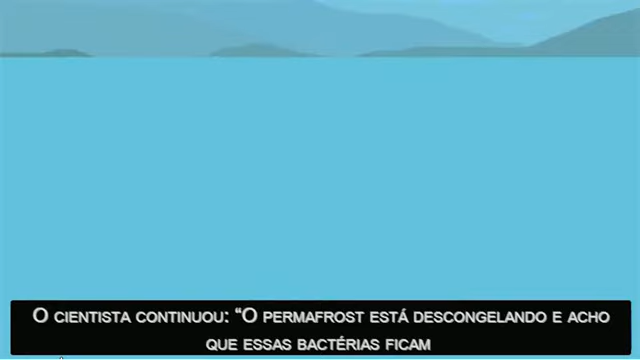 O CIENTISTA CONTINUOU: “O PERMAFROST ESTÁ DESCONGELANDO E ACHO
QUE ESSAS BACTÉRIAS FICAM